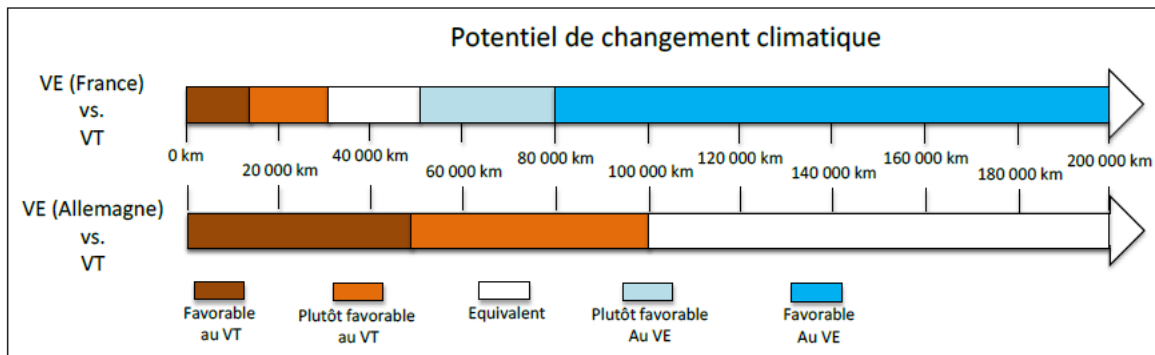 Potentiel de changement climatique
VE (France)
vs.
VT
0 km
20 000 km
40 000 km
60 000 km
80 000 km
100 000 km
120 000 km
140 000 km
160 000 km
180 000 km
200 000 km
VE (Allemagne)
vs.
VT
Favorable
au VT
Plutôt favorable
au VT
Equivalent
Plutôt favorable
Au VE
Favorable
Au VE